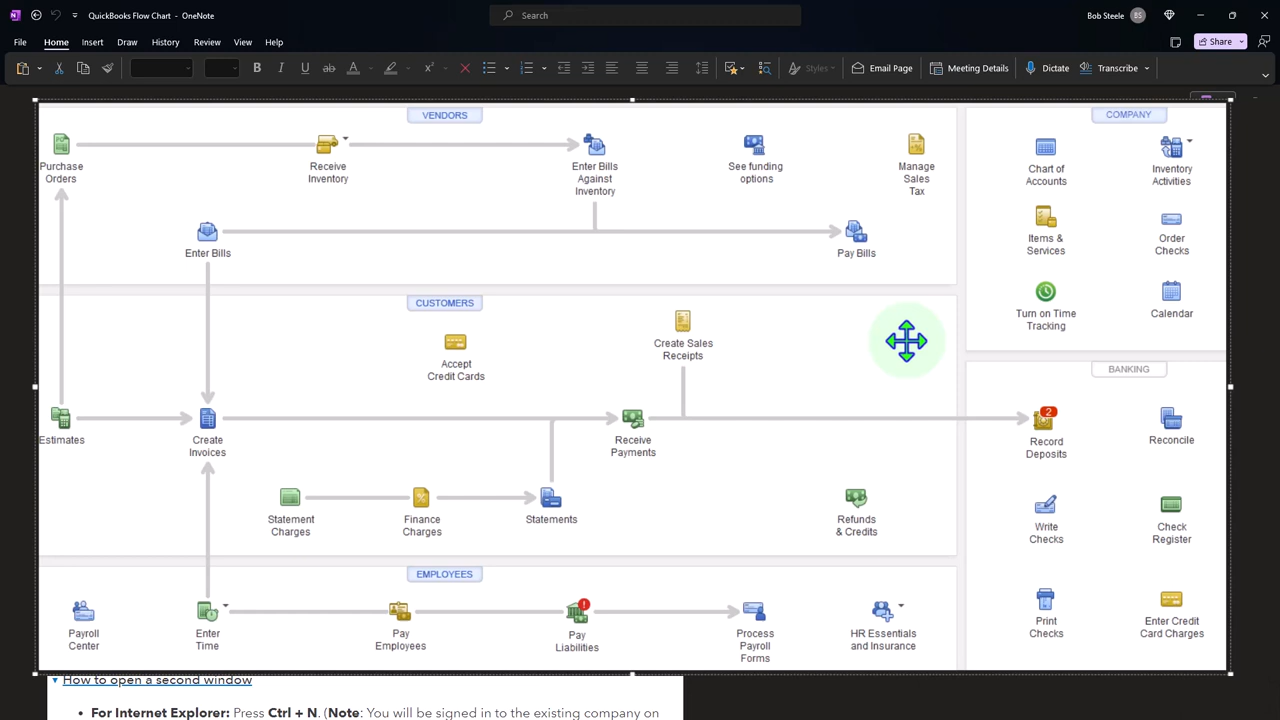 QuickBooks Flow Chart - OneNote
Search
Bob Steele BS
File Home Insert Draw History Review View Help
Share
B I U ab A x
Styles
Email Page
Meeting Details
Dictate
Transcribe
VENDORS
Purchase
Orders
Receive
Inventory
Enter Bills
Against
Inventory
See funding
options
Manage
Sales
Tax
Enter Bills
Pay Bills
CUSTOMERS
Accept
Credit Cards
Create Sales
Receipts
Estimates
Create
Invoices
Receive
Payments
Statement
Charges
Finance
Charges
Statements
Refunds
& Credits
EMPLOYEES
Payroll
Center
Enter
Time
Pay
Employees
Pay
Liabilities
Process
Payroll
Forms
HR Essentials
and Insurance
COMPANY
Chart of
Accounts
Inventory
Activities
Items &
Services
Order
Checks
Turn on Time
Tracking
Calendar
BANKING
2
Record
Deposits
Reconcile
Write
Checks
Check
Register
Print
Checks
Enter Credit
Card Charges
How to open a second window
• For Internet Explorer: Press Ctrl + N. (Note: You will be signed in to the existing company on